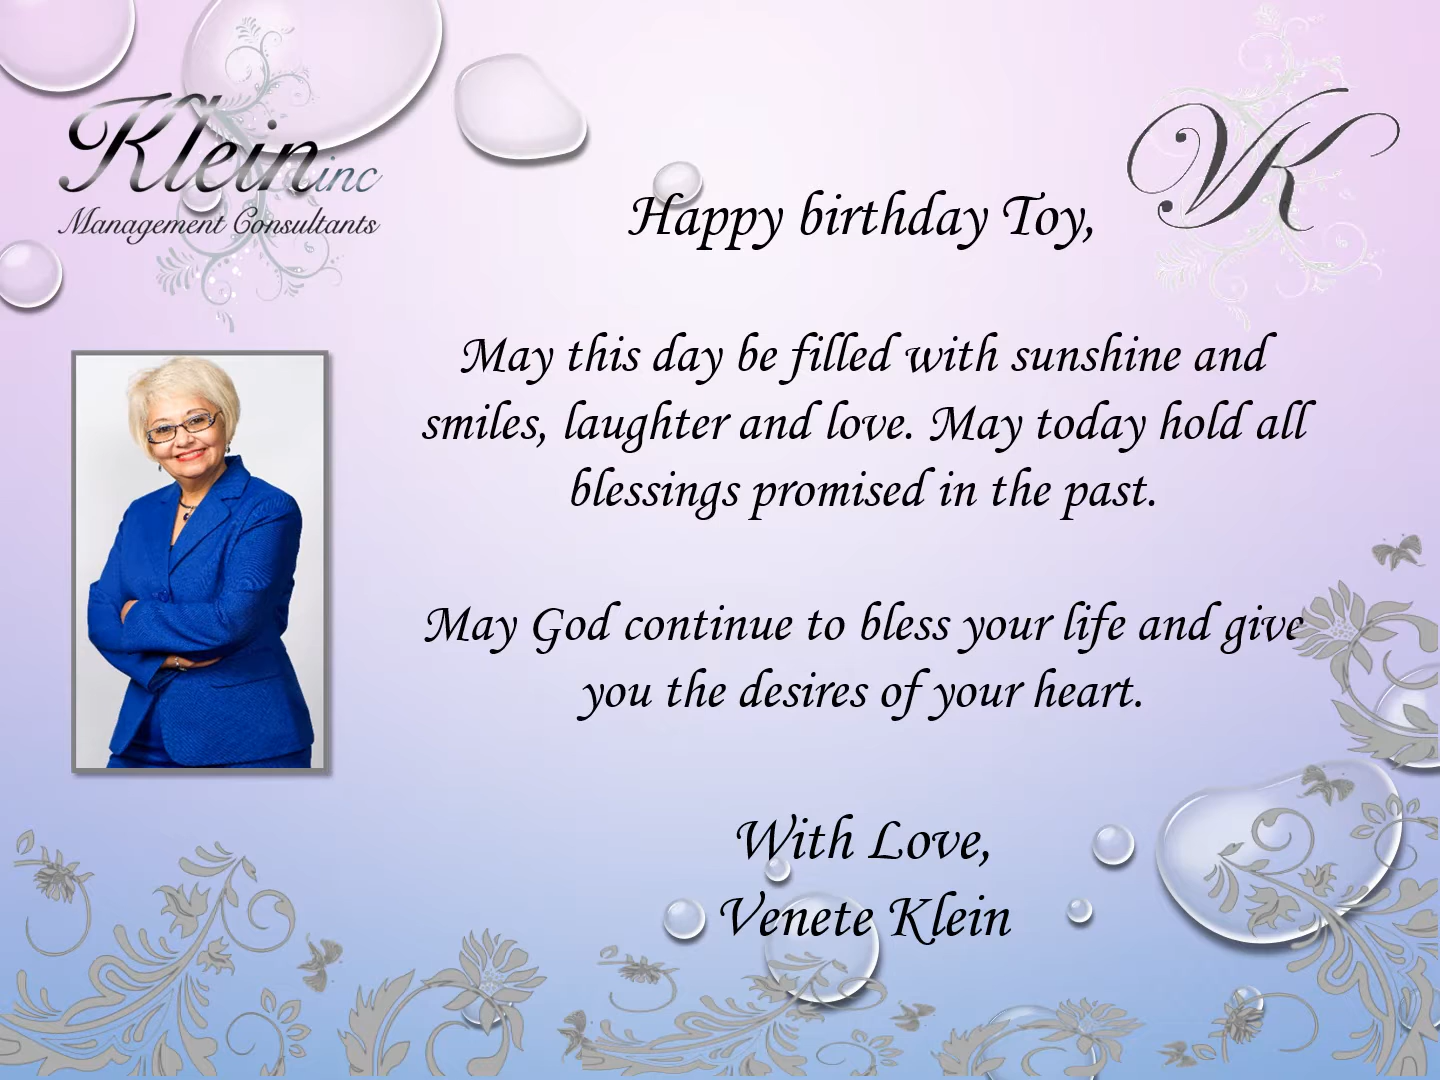 Klein inc
Management Consultants
VK
Happy birthday Toy,
May this day be filled with sunshine and
smiles, laughter and love. May today hold all
blessings promised in the past.
May God continue to bless your life and give
you the desires of your heart.
With Love,
Venete Klein